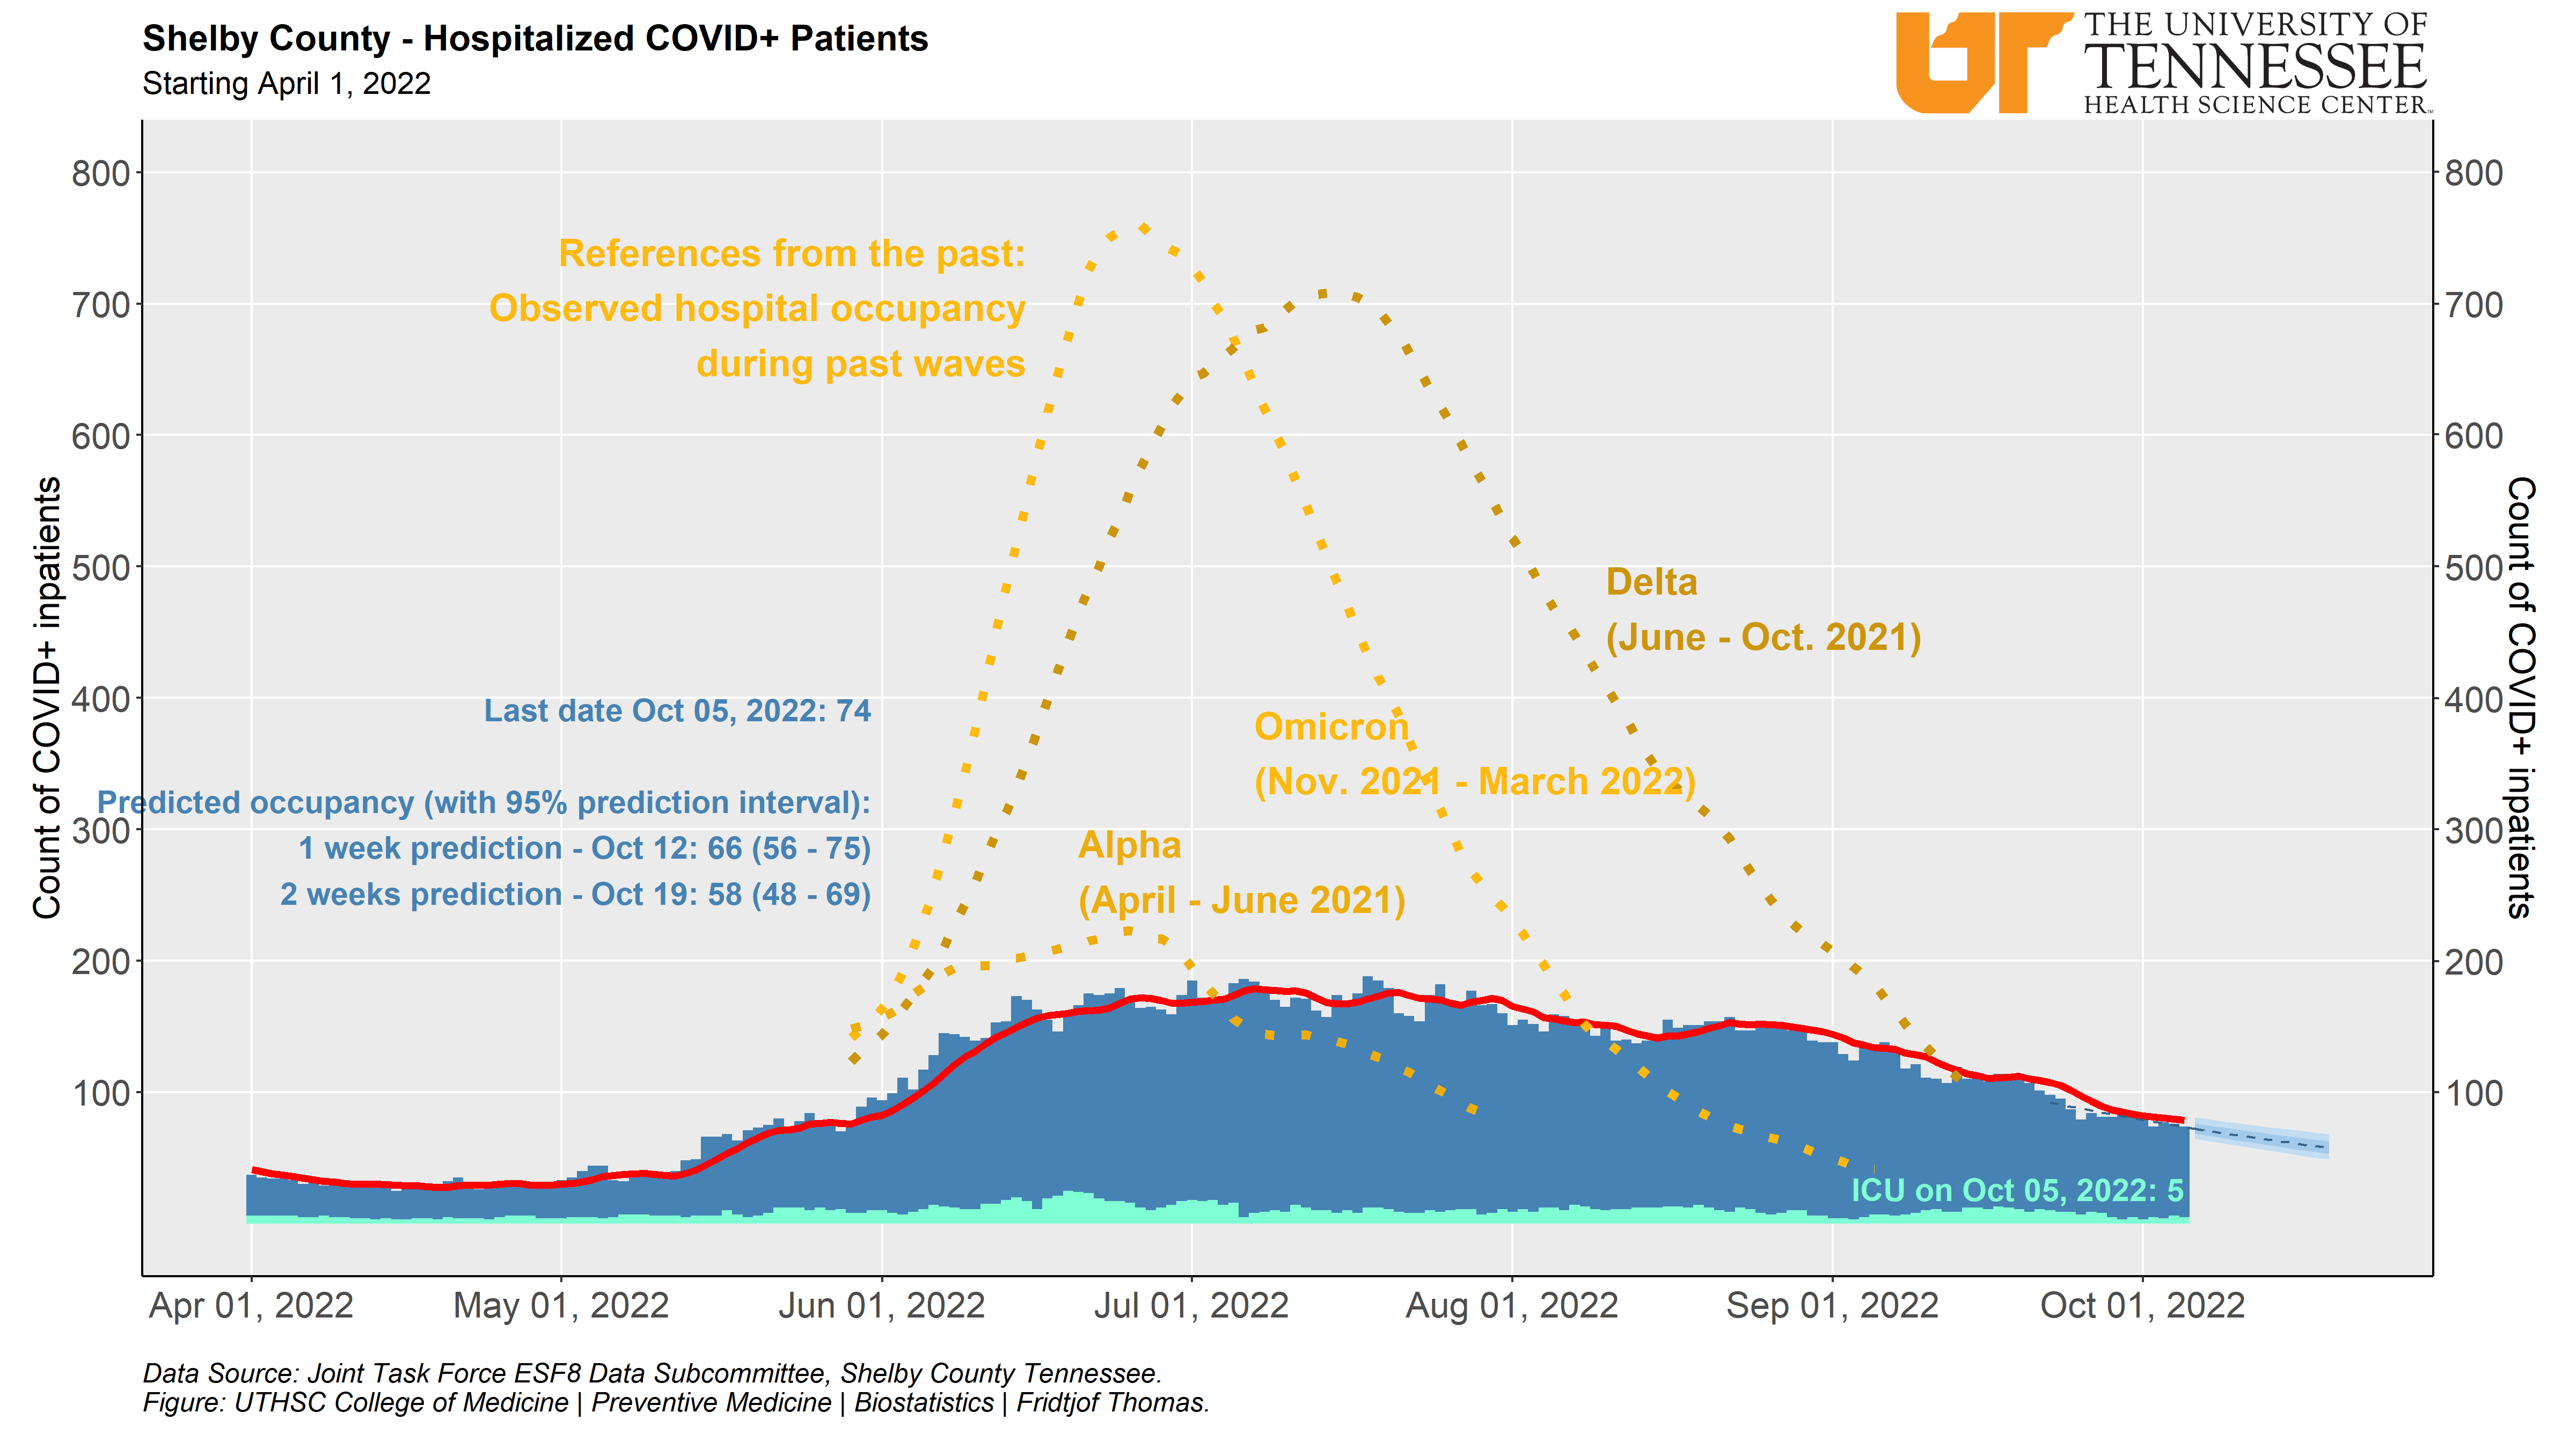 Shelby County - Hospitalized COVID+ Patients
Starting April 1, 2022
THE UNIVERSITY OF
TENNESSEE
HEALTH SCIENCE CENTER™
References from the past:
Observed hospital occupancy
during past waves
Delta
(June - Oct. 2021)
Omicron
(Nov. 2021 - March 2022)
Alpha
(April - June 2021)
Last date Oct 05, 2022: 74
Predicted occupancy (with 95% prediction interval):
1 week prediction - Oct 12: 66 (56 - 75)
2 weeks prediction - Oct 19: 58 (48 - 69)
ICU on Oct 05, 2022: 5
Count of COVID+ inpatients
800
700
600
500
400
300
200
100
800
700
600
500
400
300
200
100
Count of COVID+ inpatients
Apr 01, 2022
May 01, 2022
Jun 01, 2022
Jul 01, 2022
Aug 01, 2022
Sep 01, 2022
Oct 01, 2022
Data Source: Joint Task Force ESF8 Data Subcommittee, Shelby County Tennessee.
Figure: UTHSC College of Medicine | Preventive Medicine | Biostatistics | Fridtjof Thomas.